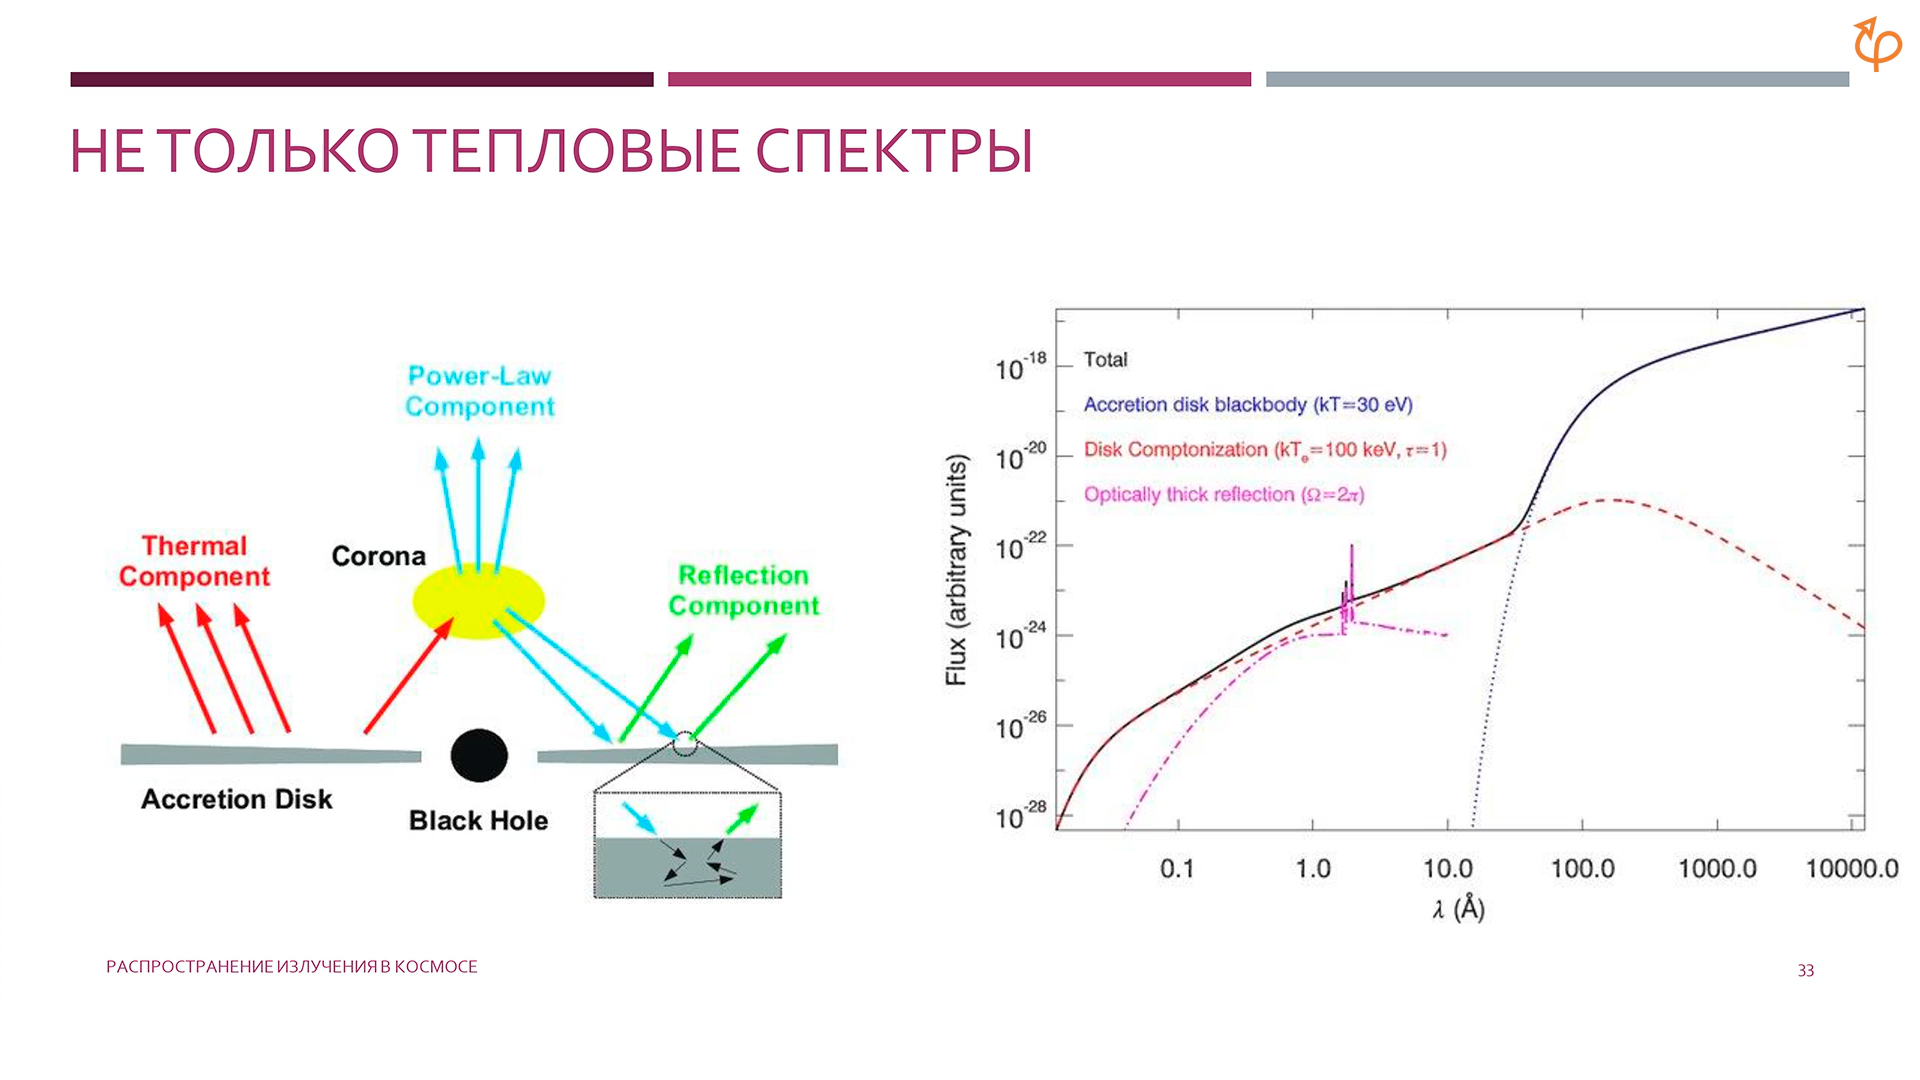 НЕ ТОЛЬКО ТЕПЛОВЫЕ СПЕКТРЫ
Power-Law
Component
Thermal
Component
Corona
Reflection
Component
Accretion Disk
Black Hole
Flux (arbitrary units)
10⁻¹⁸
10⁻²⁰
10⁻²²
10⁻²⁴
10⁻²⁶
10⁻²⁸
Total
Accretion disk blackbody (kT=30 eV)
Disk Comptonization (kTₑ=100 keV, τ=1)
Optically thick reflection (Ω=2π)
0.1 1.0 10.0 100.0 1000.0 10000.0
λ (Å)
РАСПРОСТРАНЕНИЕ ИЗЛУЧЕНИЯ В КОСМОСЕ
33